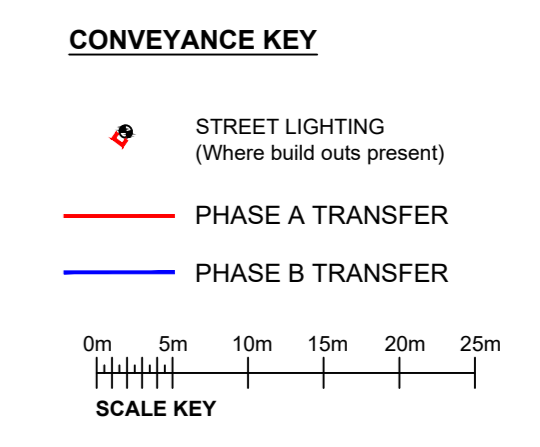 CONVEYANCE KEY
STREET LIGHTING
(Where build outs present)
PHASE A TRANSFER
PHASE B TRANSFER
0m 5m 10m 15m 20m 25m
SCALE KEY